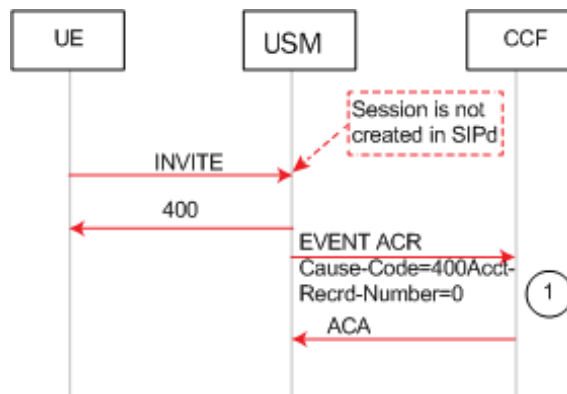 UE
USM
CCF
Session is not
created in SIPd
INVITE
400
EVENT ACR
Cause-Code=400Acct-
Recrd-Number=0
1
ACA